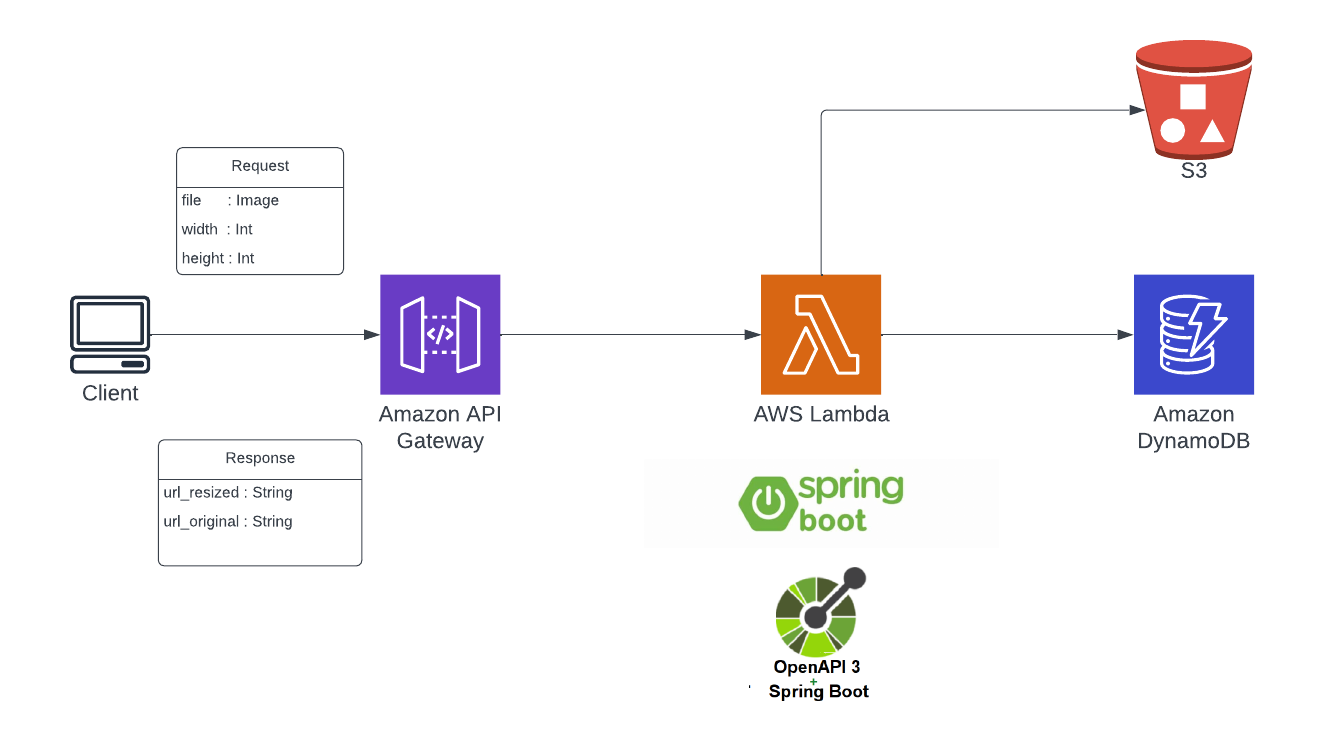 S3
Request
file : Image
width : Int
height : Int
Client
Amazon API
Gateway
AWS Lambda
Amazon
DynamoDB
Response
url_resized : String
url_original : String
spring
boot
</>
OpenAPI 3
+
Spring Boot